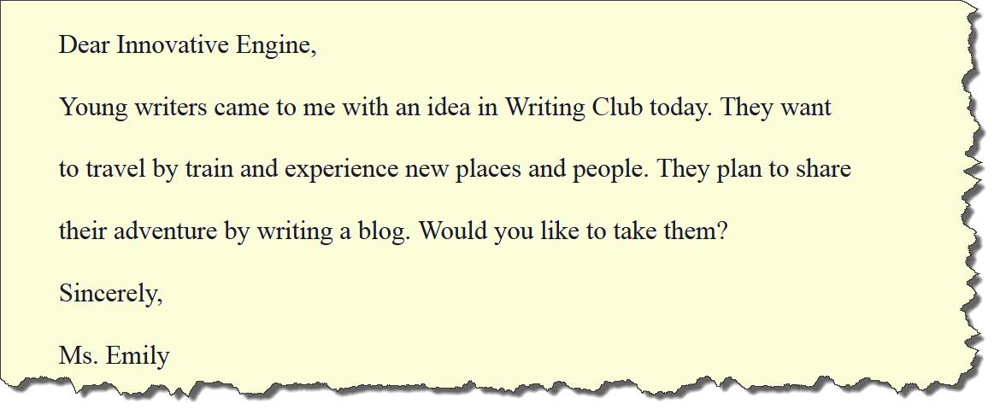 Dear Innovative Engine,
Young writers came to me with an idea in Writing Club today. They want
to travel by train and experience new places and people. They plan to share
their adventure by writing a blog. Would you like to take them?
Sincerely,
Ms. Emily